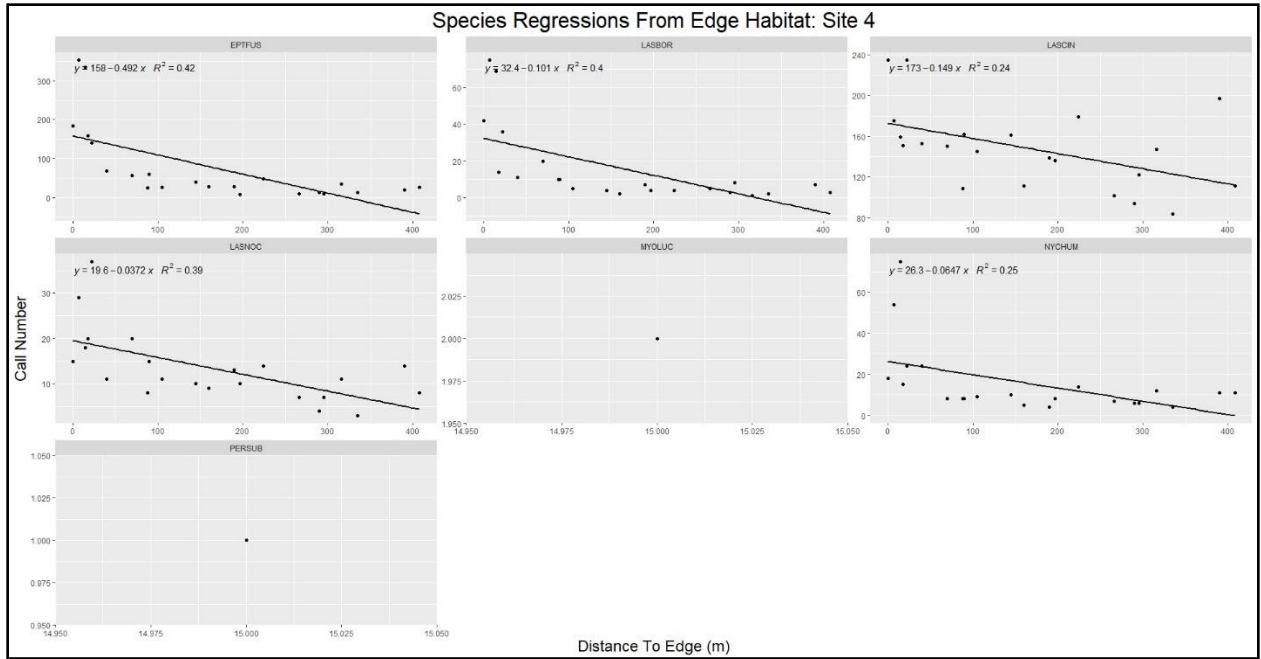 Species Regressions From Edge Habitat: Site 4
EPTFUS
y = 158 − 0.492 x R² = 0.42
300
200
100
0
0 100 200 300 400
LASBOR
y = 32.4 − 0.101 x R² = 0.4
60
40
20
0
0 100 200 300 400
LASCIN
y = 173 − 0.149 x R² = 0.24
240
200
160
120
80
0 100 200 300 400
LASNOC
y = 19.6 − 0.0372 x R² = 0.39
30
20
10
0 100 200 300 400
MYOLUC
2.025
2.000
1.975
1.950
14.950 14.975 15.000 15.025 15.050
NYCHUM
y = 26.3 − 0.0647 x R² = 0.25
60
40
20
0
0 100 200 300 400
PERSUB
1.050
1.025
1.000
0.975
0.950
14.950 14.975 15.000 15.025 15.050
Call Number
Distance To Edge (m)